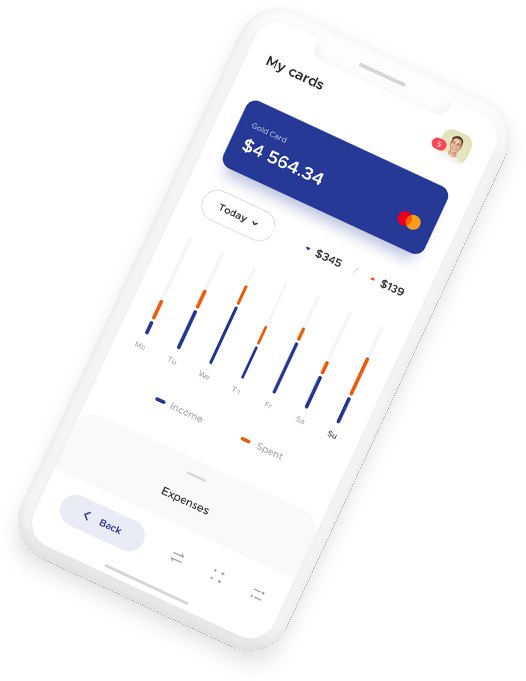 My cards
5
Gold Card
$4 564.34
Today
$345
$139
Mo
Tu
We
Fr
Sa
Su
Income
Spent
Expenses
Back